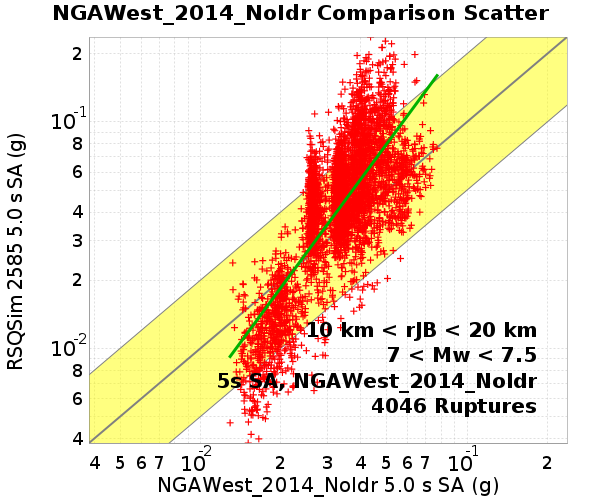 NGAWest_2014_NoIdr Comparison Scatter
RSQSim 2585 5.0 s SA (g)
2
10-1
8
6
4
3
2
10-2
8
6
4
10 km < rJB < 20 km
7 < Mw < 7.5
5s SA, NGAWest_2014_NoIdr
4046 Ruptures
4 5 6 7 10-2 2 3 4 5 6 7 10-1 2
NGAWest_2014_NoIdr 5.0 s SA (g)